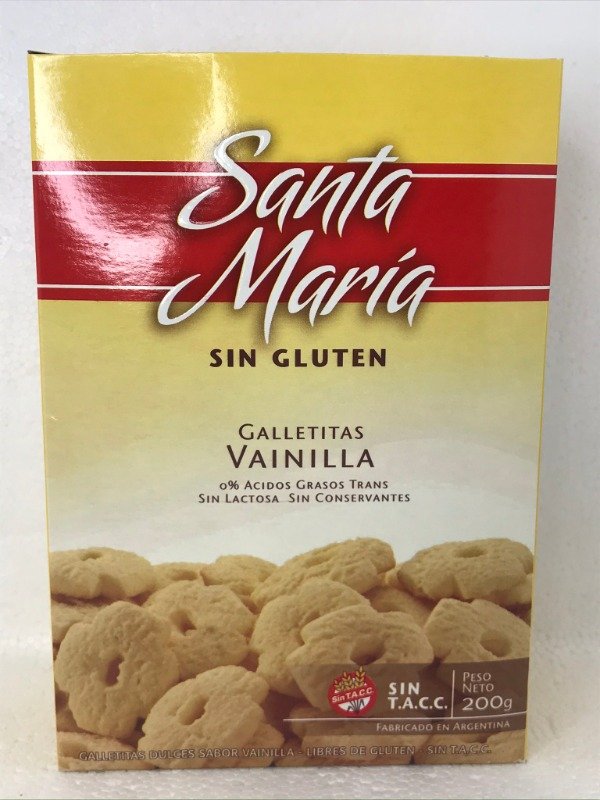 Santa
María
SIN GLUTEN
GALLETITAS
VAINILLA
0% ACIDOS GRASOS TRANS
SIN LACTOSA SIN CONSERVANTES
Sin T.A.C.C.
SIN
T.A.C.C.
PESO
NETO
200g
FABRICADO EN ARGENTINA
GALLETITAS DULCES SABOR VAINILLA - LIBRES DE GLUTEN - SIN T.A.C.C.